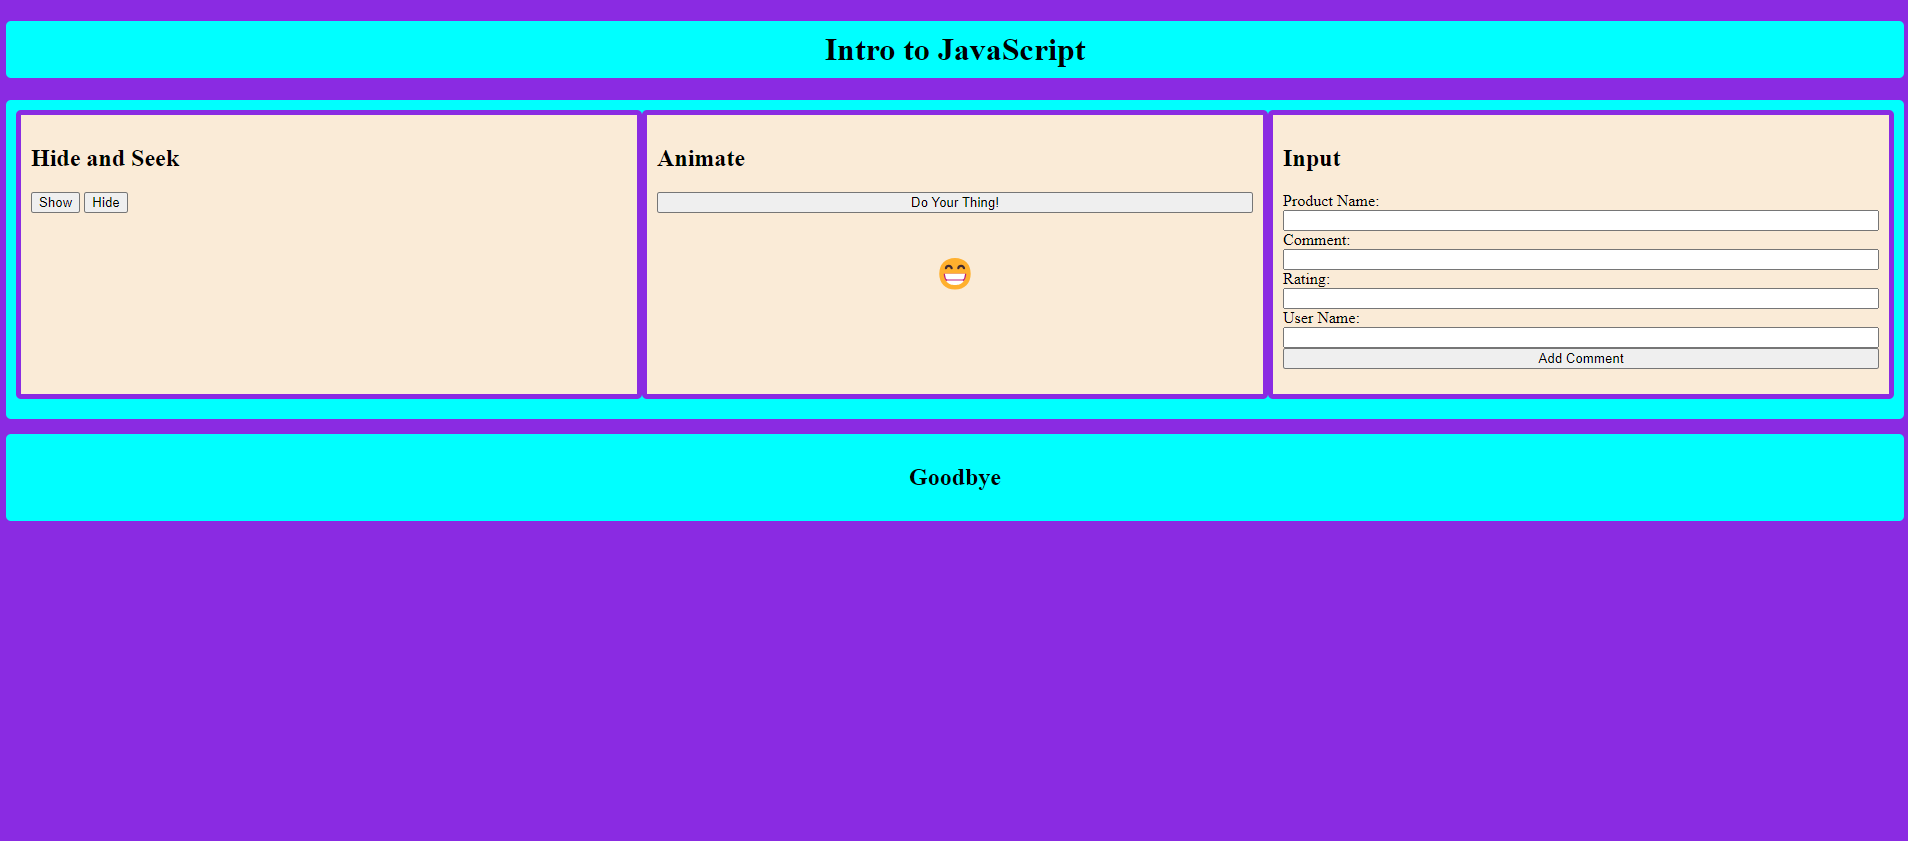 Intro to JavaScript
Hide and Seek
Show Hide
Animate
Do Your Thing!
Input
Product Name:
Comment:
Rating:
User Name:
Add Comment
Goodbye